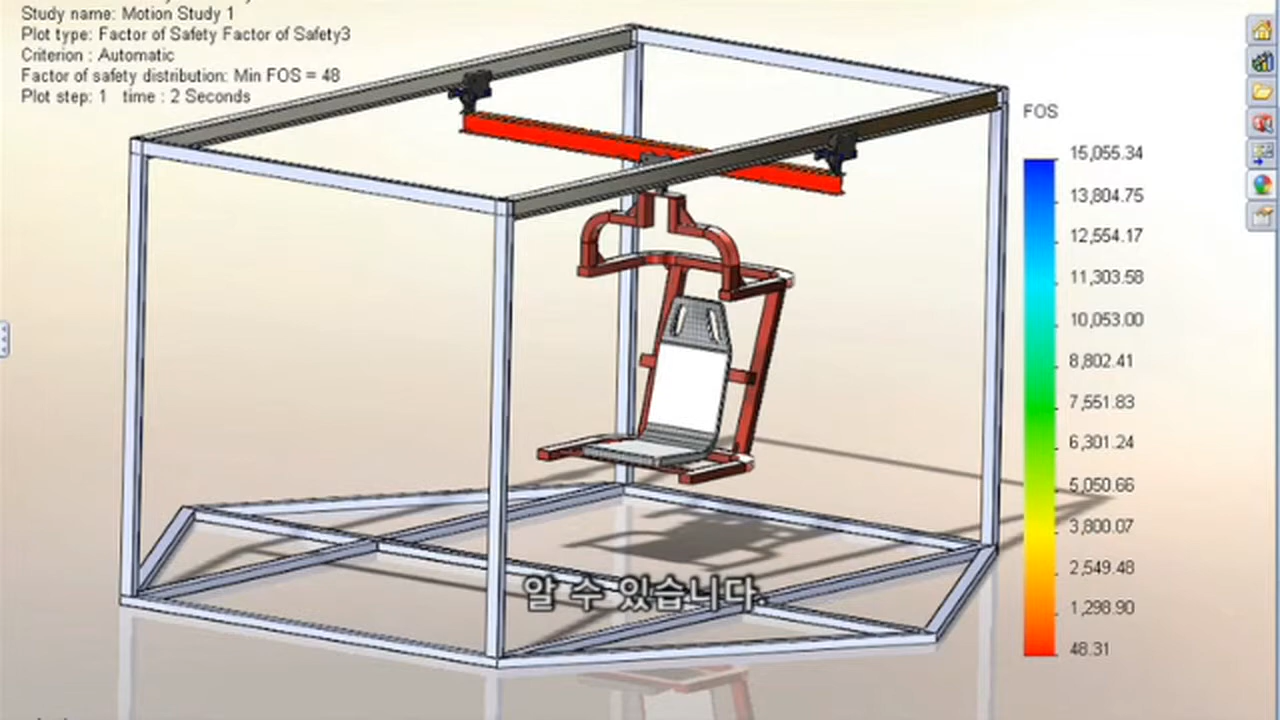 Study name: Motion Study 1
Plot type: Factor of Safety Factor of Safety3
Criterion : Automatic
Factor of safety distribution: Min FOS = 48
Plot step: 1 time : 2 Seconds
FOS
15,055.34
13,804.75
12,554.17
11,303.58
10,053.00
8,802.41
7,551.83
6,301.24
5,050.66
3,800.07
2,549.48
1,298.90
48.31
알 수 있습니다.